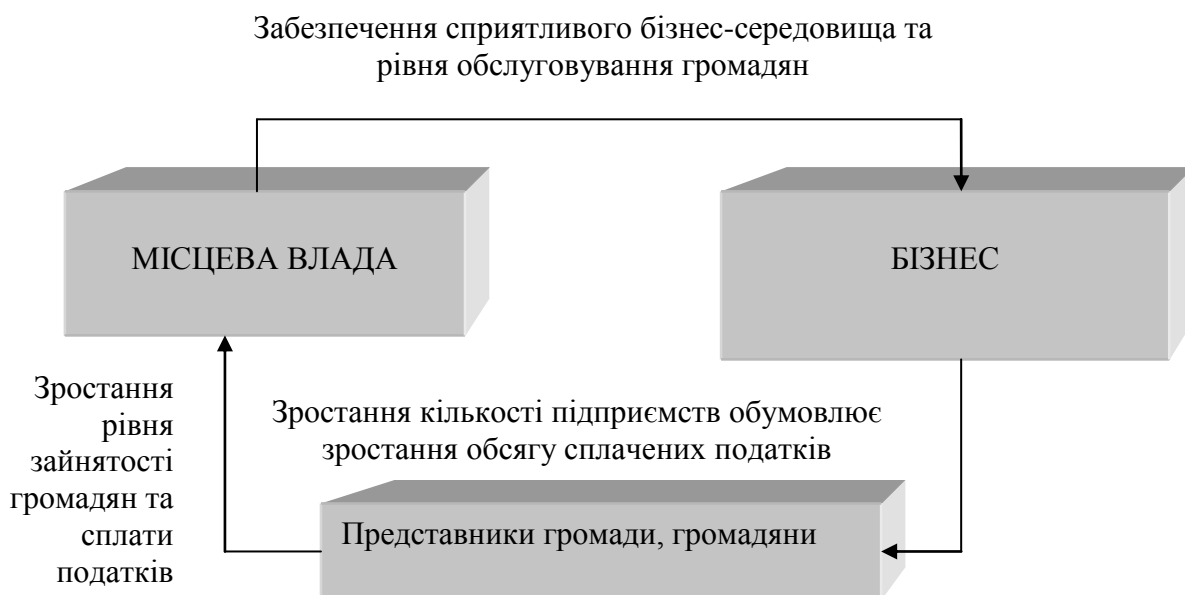 Забезпечення сприятливого бізнес-середовища та
рівня обслуговування громадян
МІСЦЕВА ВЛАДА
БІЗНЕС
Зростання
рівня
зайнятості
громадян та
сплати
податків
Зростання кількості підприємств обумовлює
зростання обсягу сплачених податків
Представники громади, громадяни